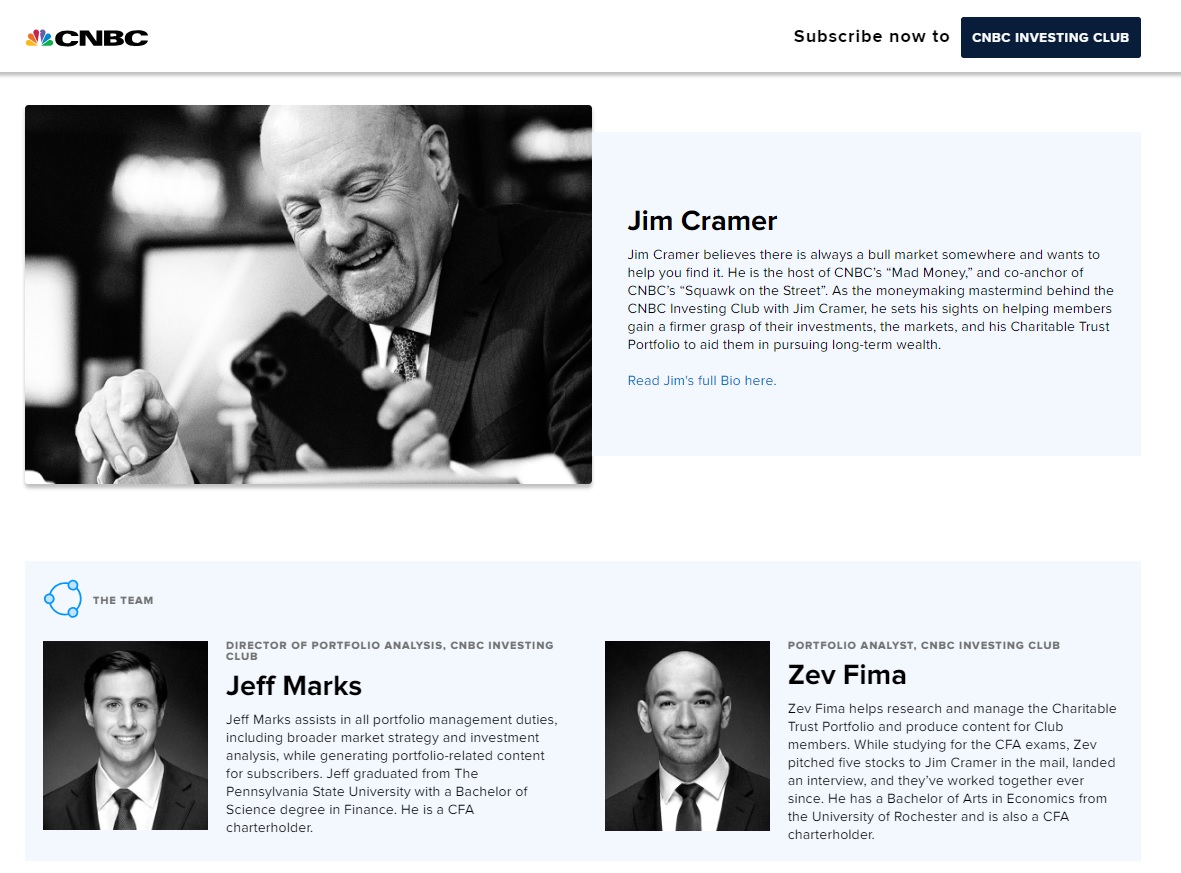 CNBC
Subscribe now to
CNBC INVESTING CLUB
Jim Cramer
Jim Cramer believes there is always a bull market somewhere and wants to
help you find it. He is the host of CNBC’s “Mad Money,” and co-anchor of
CNBC’s “Squawk on the Street”. As the moneymaking mastermind behind the
CNBC Investing Club with Jim Cramer, he sets his sights on helping members
gain a firmer grasp of their investments, the markets, and his Charitable Trust
Portfolio to aid them in pursuing long-term wealth.
Read Jim's full Bio here.
THE TEAM
DIRECTOR OF PORTFOLIO ANALYSIS, CNBC INVESTING
CLUB
Jeff Marks
Jeff Marks assists in all portfolio management duties,
including broader market strategy and investment
analysis, while generating portfolio-related content
for subscribers. Jeff graduated from The
Pennsylvania State University with a Bachelor of
Science degree in Finance. He is a CFA
charterholder.
PORTFOLIO ANALYST, CNBC INVESTING CLUB
Zev Fima
Zev Fima helps research and manage the Charitable
Trust Portfolio and produce content for Club
members. While studying for the CFA exams, Zev
pitched five stocks to Jim Cramer in the mail, landed
an interview, and they’ve worked together ever
since. He has a Bachelor of Arts in Economics from
the University of Rochester and is also a CFA
charterholder.